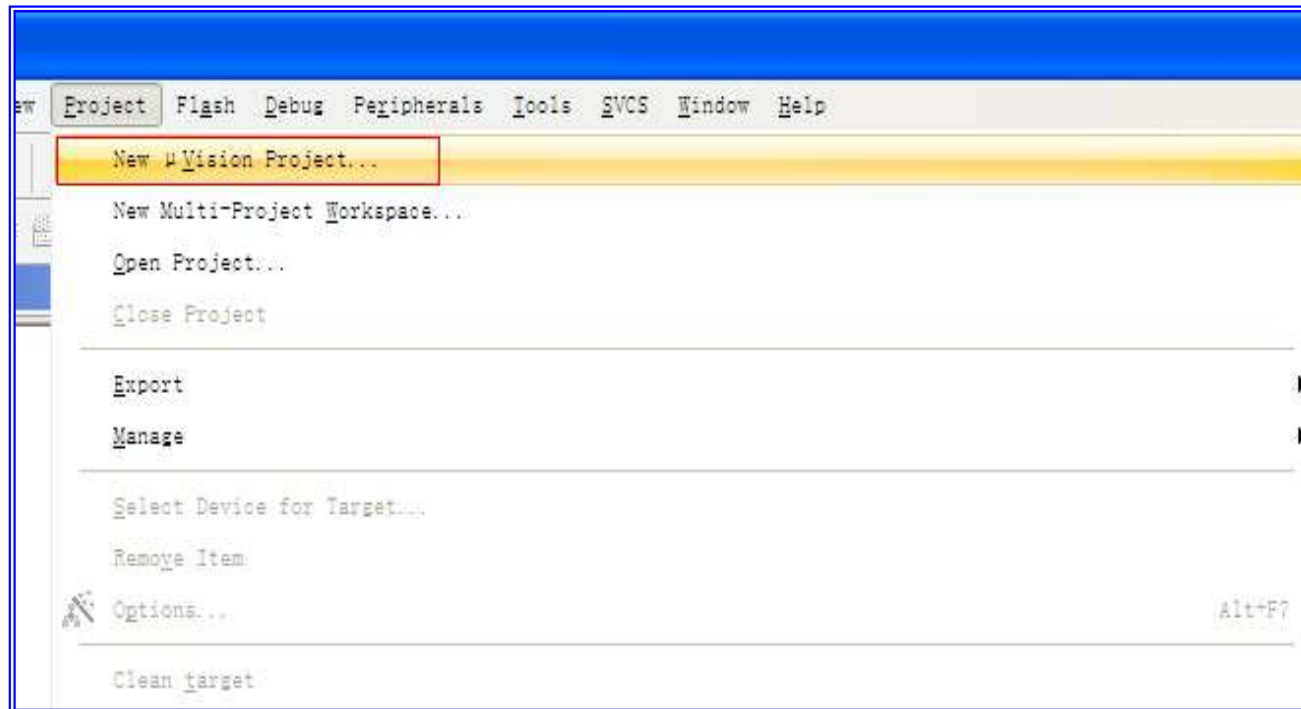 ew Project Flash Debug Peripherals Tools SVCS Window Help
New μVision Project...
New Multi-Project Workspace...
Open Project...
Close Project
Export
Manage
Select Device for Target...
Remove Item
Options... Alt+F7
Clean target